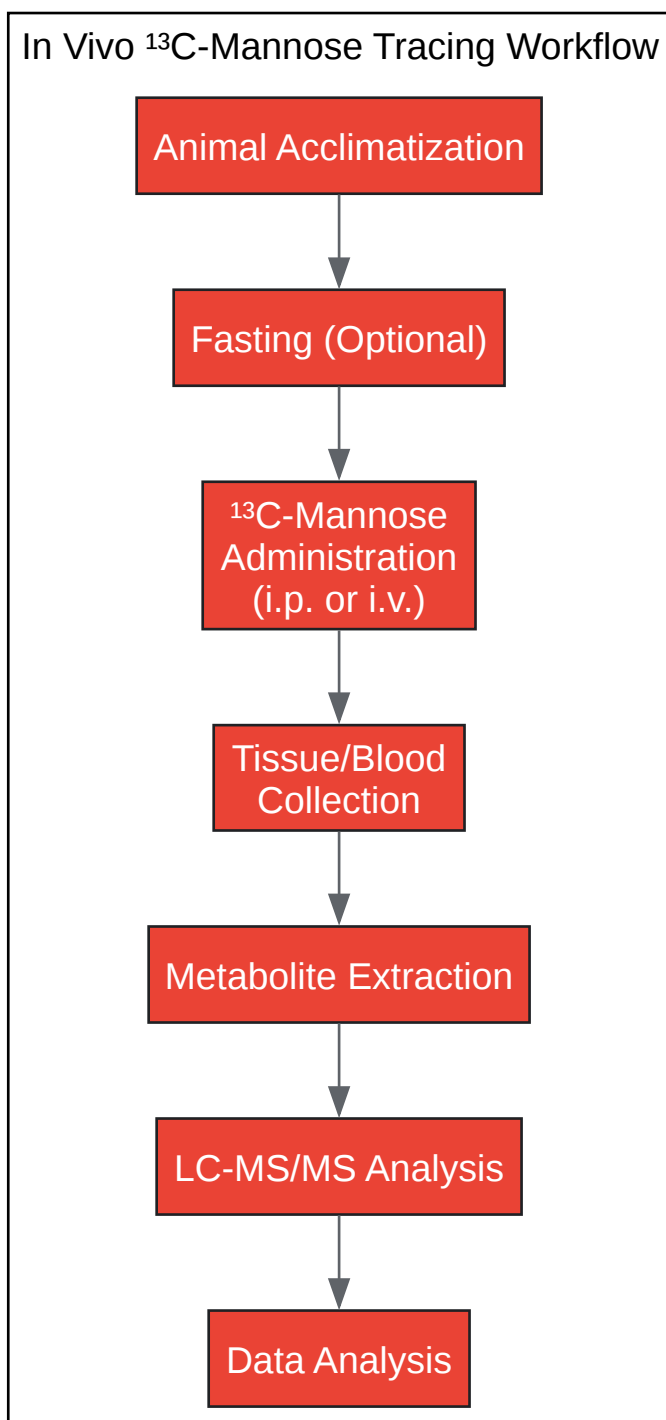 In Vivo ¹³C-Mannose Tracing Workflow
Animal Acclimatization
Fasting (Optional)
¹³C-Mannose
Administration
(i.p. or i.v.)
Tissue/Blood
Collection
Metabolite Extraction
LC-MS/MS Analysis
Data Analysis